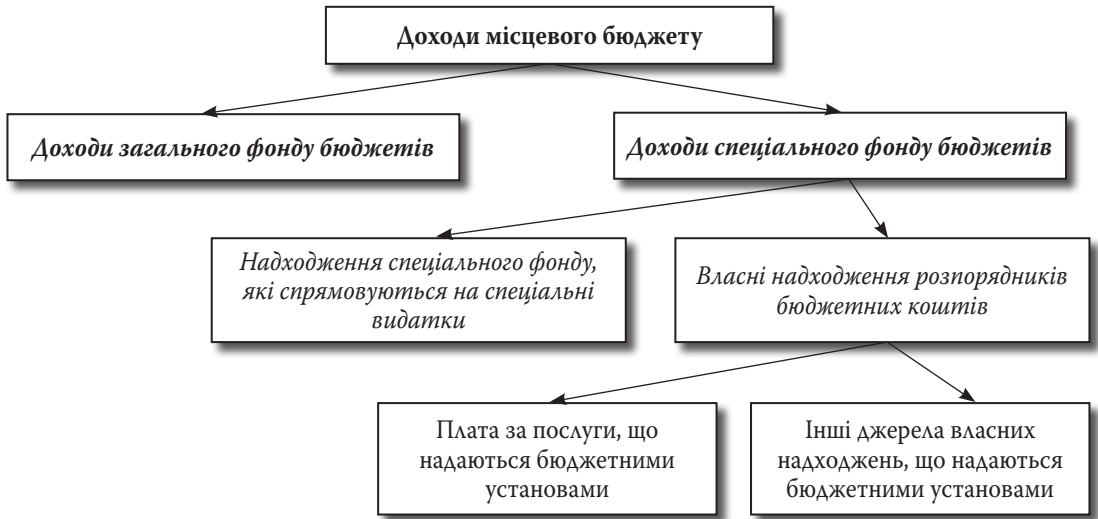 Доходи місцевого бюджету
Доходи загального фонду бюджетів
Доходи спеціального фонду бюджетів
Надходження спеціального фонду,
які спрямовуються на спеціальні
видатки
Власні надходження розпорядників
бюджетних коштів
Плата за послуги, що
надаються бюджетними
установами
Інші джерела власних
надходжень, що надаються
бюджетними установами